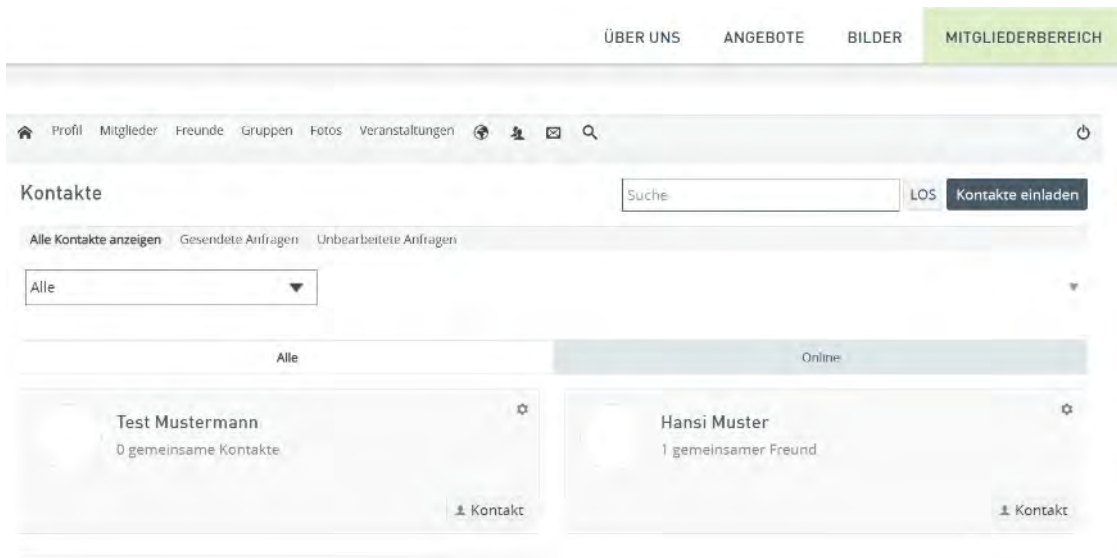 ÜBER UNS ANGEBOTE BILDER MITGLIEDERBEREICH
Profil Mitglieder Freunde Gruppen Fotos Veranstaltungen
Kontakte
Suche LOS Kontakte einladen
Alle Kontakte anzeigen Gesendete Anfragen Unbearbeitete Anfragen
Alle
Alle Online
Test Mustermann
0 gemeinsame Kontakte
Kontakt
Hansi Muster
1 gemeinsamer Freund
Kontakt